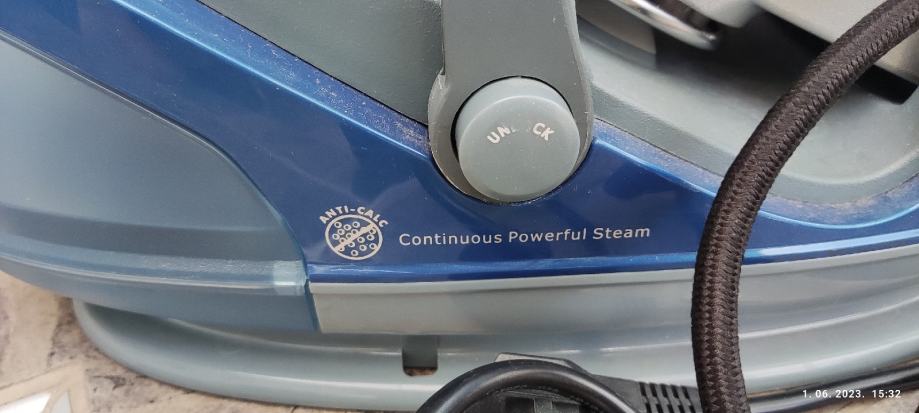 ANTI-CALC
Continuous Powerful Steam
1. 06. 2023. 15:32